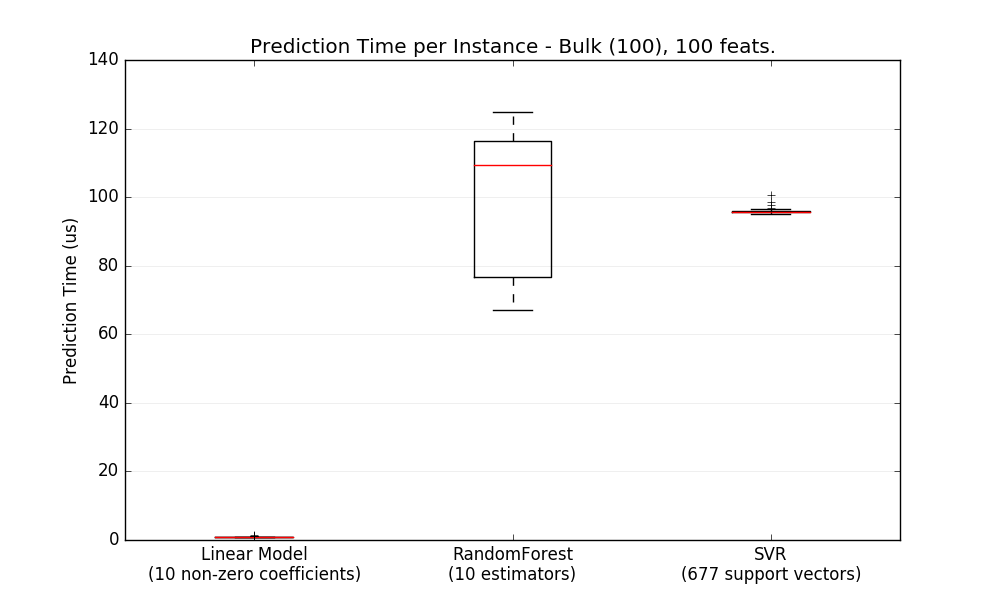 Prediction Time per Instance - Bulk (100), 100 feats.
140
120
100
80
60
40
20
0
Prediction Time (us)
Linear Model RandomForest SVR
(10 non-zero coefficients) (10 estimators) (677 support vectors)